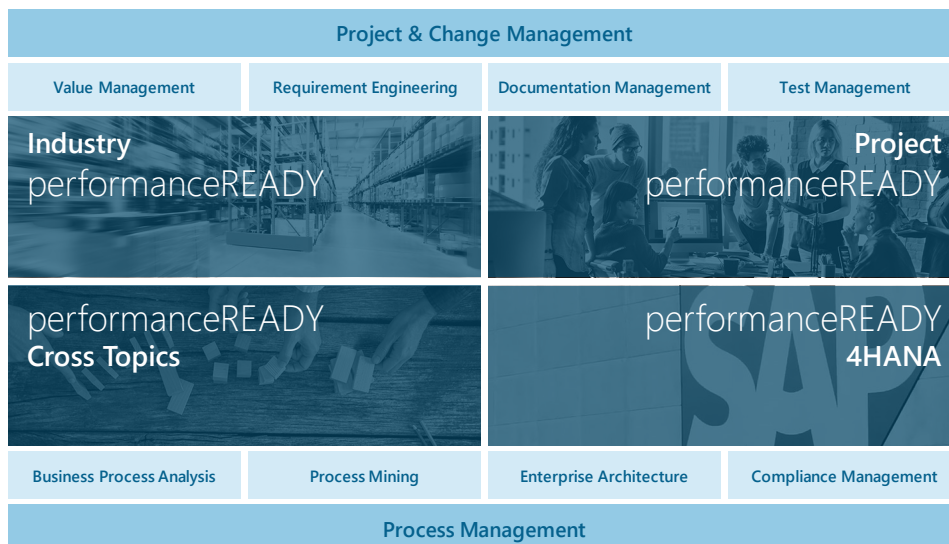 Project & Change Management
Value Management
Requirement Engineering
Documentation Management
Test Management
Industry
performanceREADY
Project
performanceREADY
performanceREADY
Cross Topics
performanceREADY
4HANA
SAP
Business Process Analysis
Process Mining
Enterprise Architecture
Compliance Management
Process Management